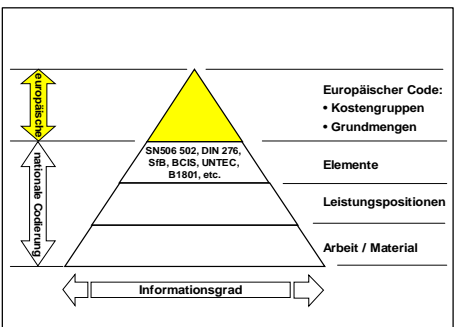 europäische
nationale Codierung
Europäischer Code:
• Kostengruppen
• Grundmengen
SN506 502, DIN 276,
SfB, BCIS, UNTEC,
B1801, etc.
Elemente
Leistungspositionen
Arbeit / Material
Informationsgrad